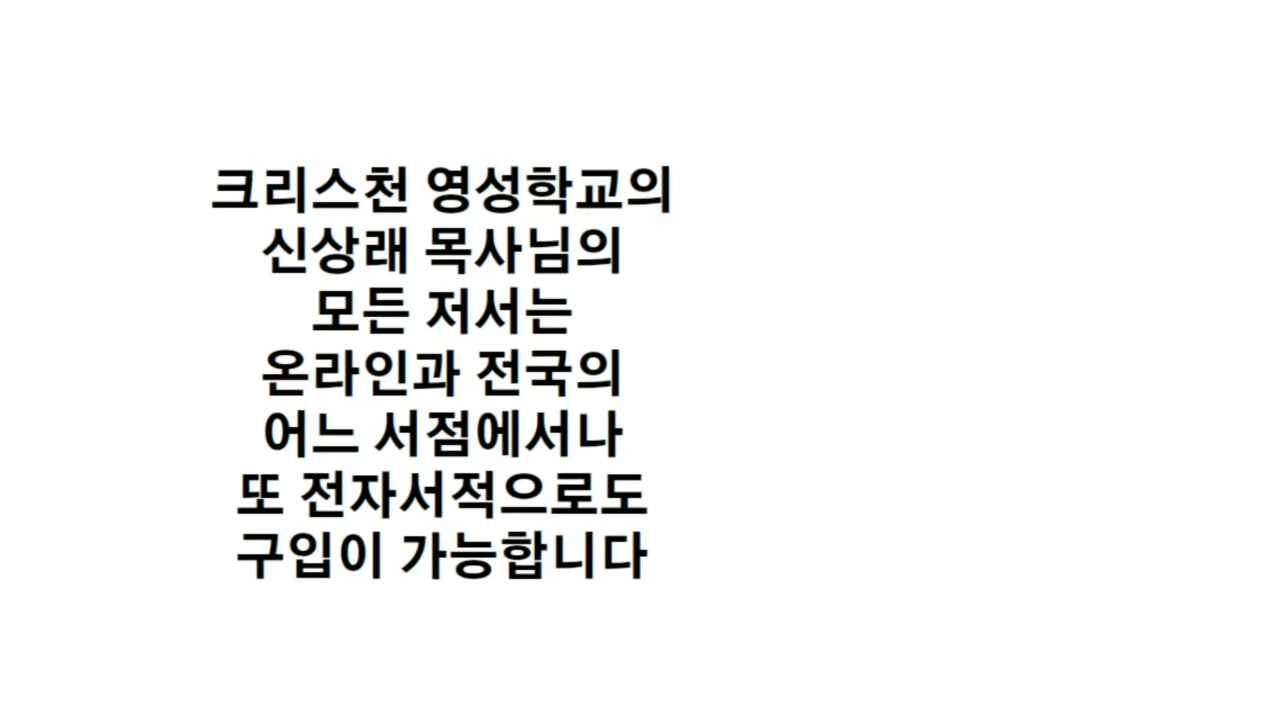 크리스천 영성학교의
신상래 목사님의
모든 저서는
온라인과 전국의
어느 서점에서나
또 전자서적으로도
구입이 가능합니다